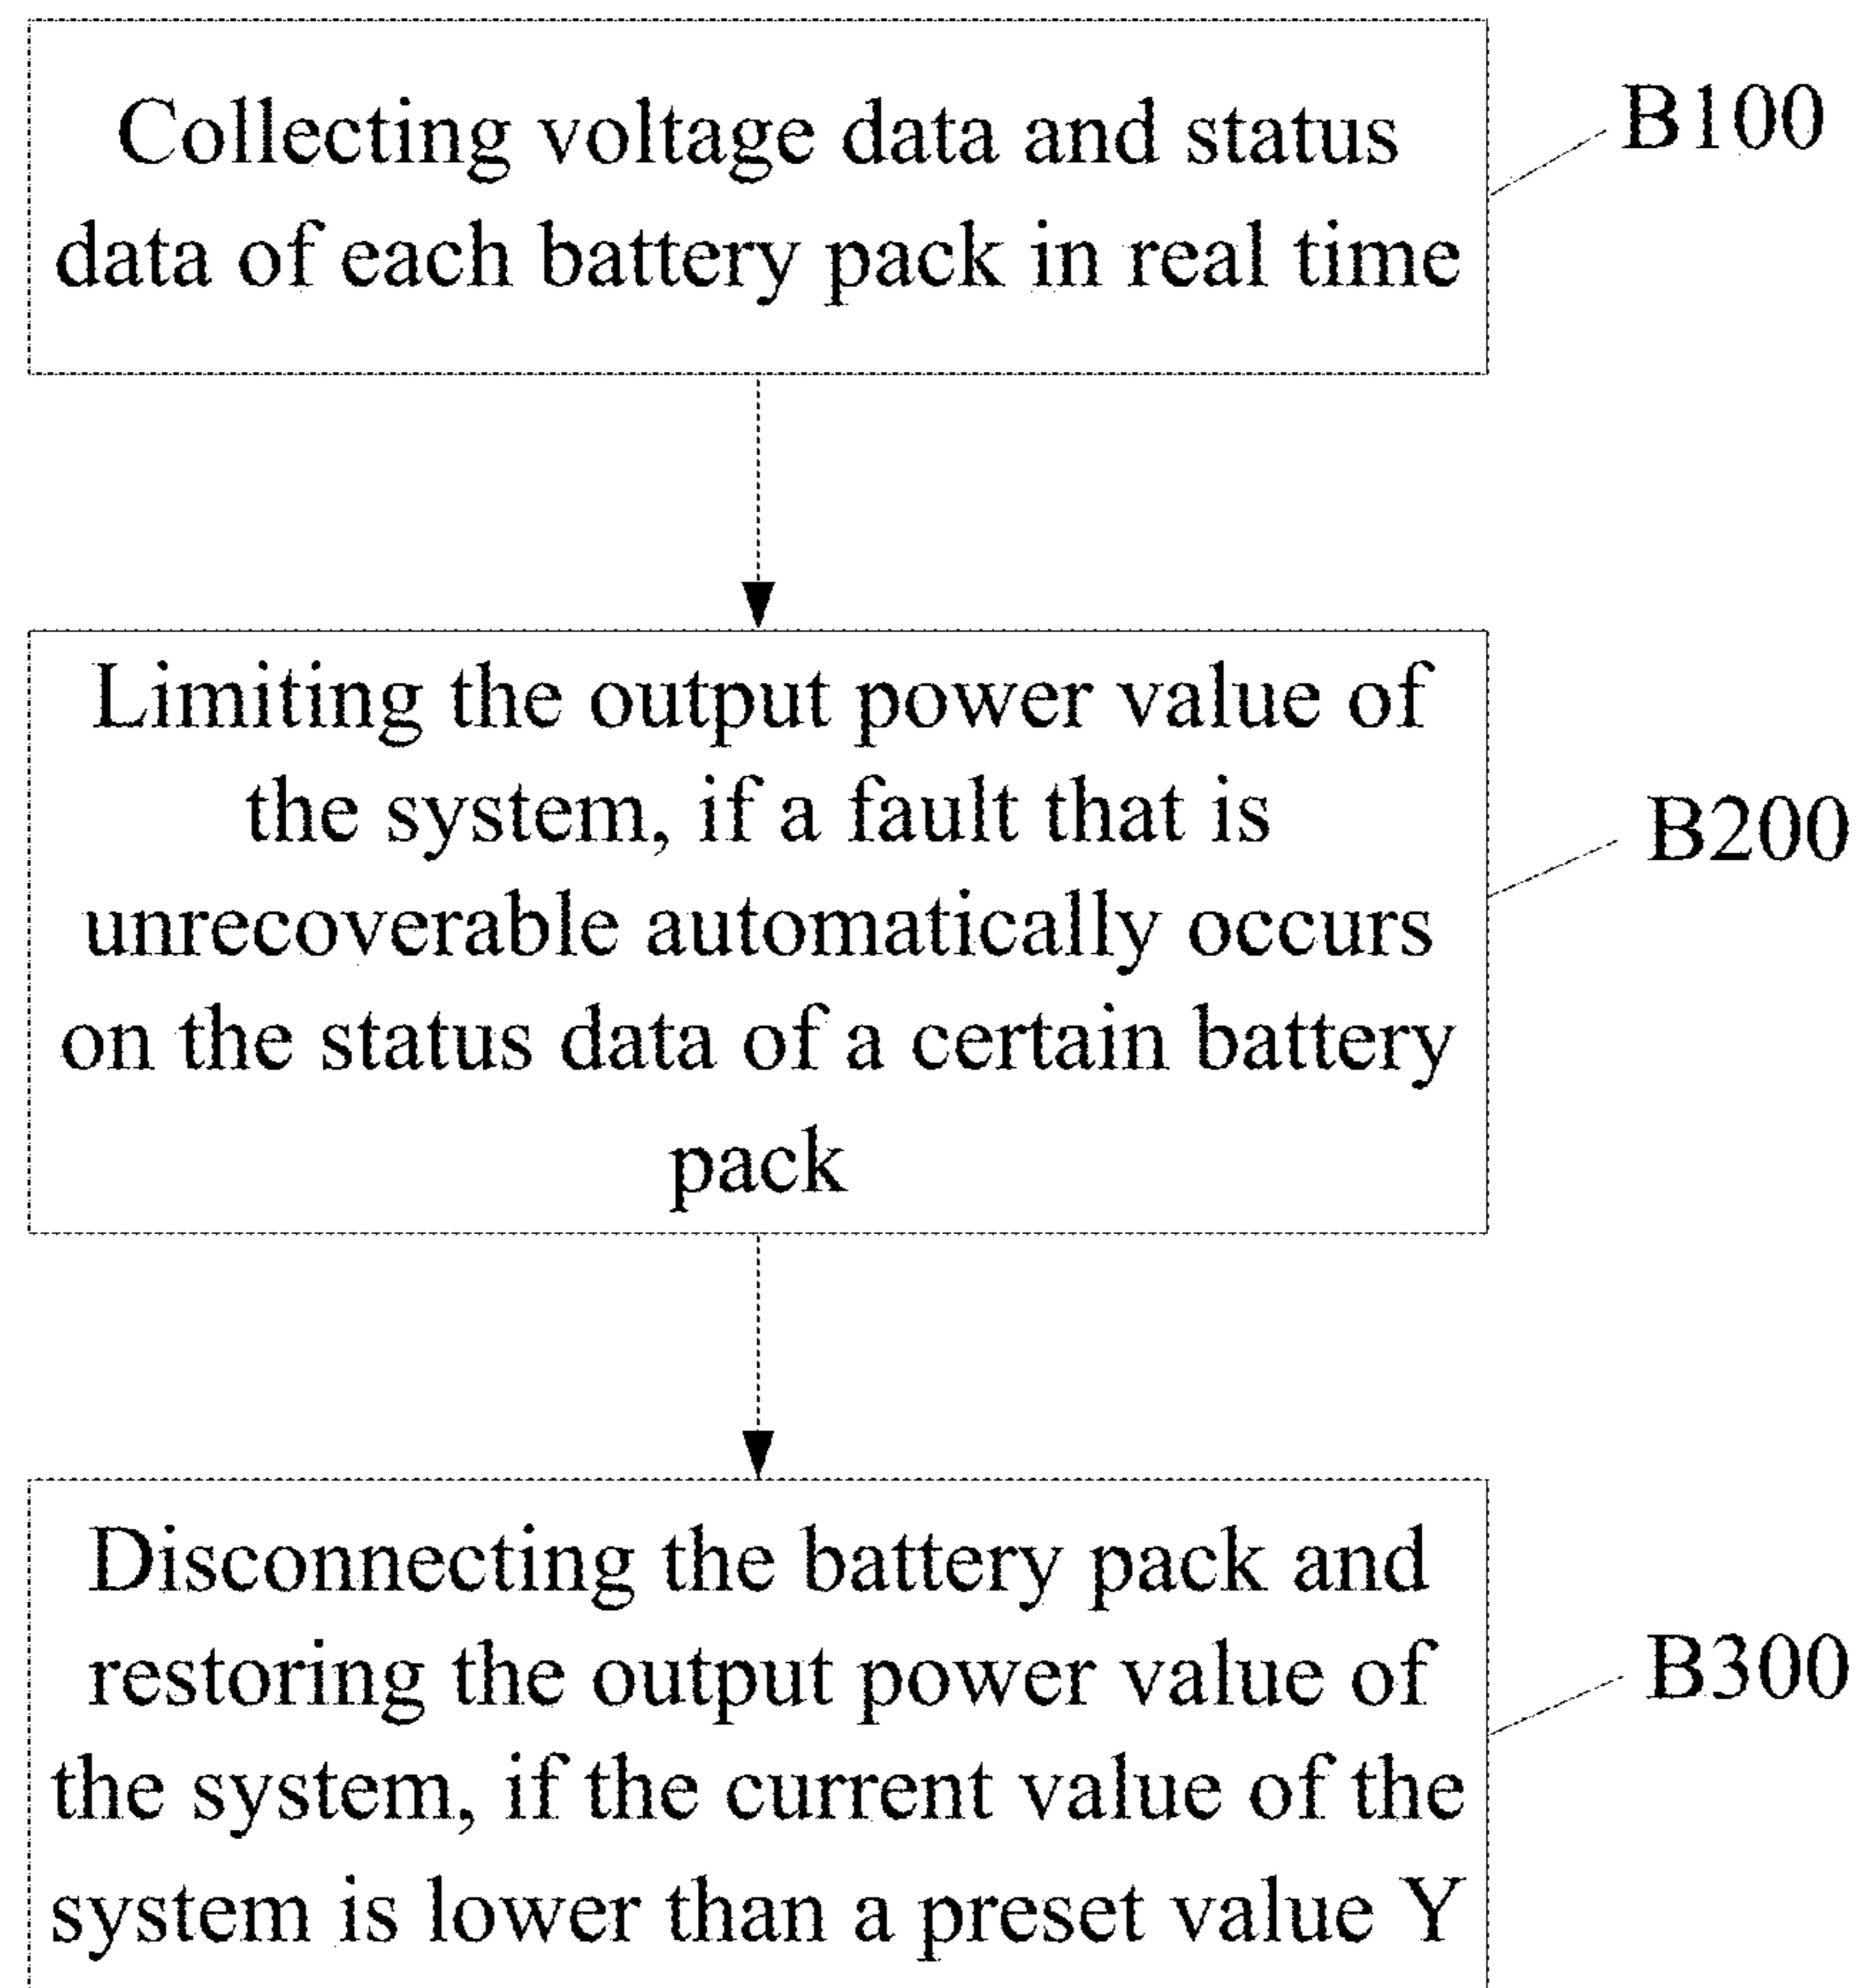 Collecting voltage data and status
data of each battery pack in real time
B100
Limiting the output power value of
the system, if a fault that is
unrecoverable automatically occurs
on the status data of a certain battery
pack
B200
Disconnecting the battery pack and
restoring the output power value of
the system, if the current value of the
system is lower than a preset value Y
B300